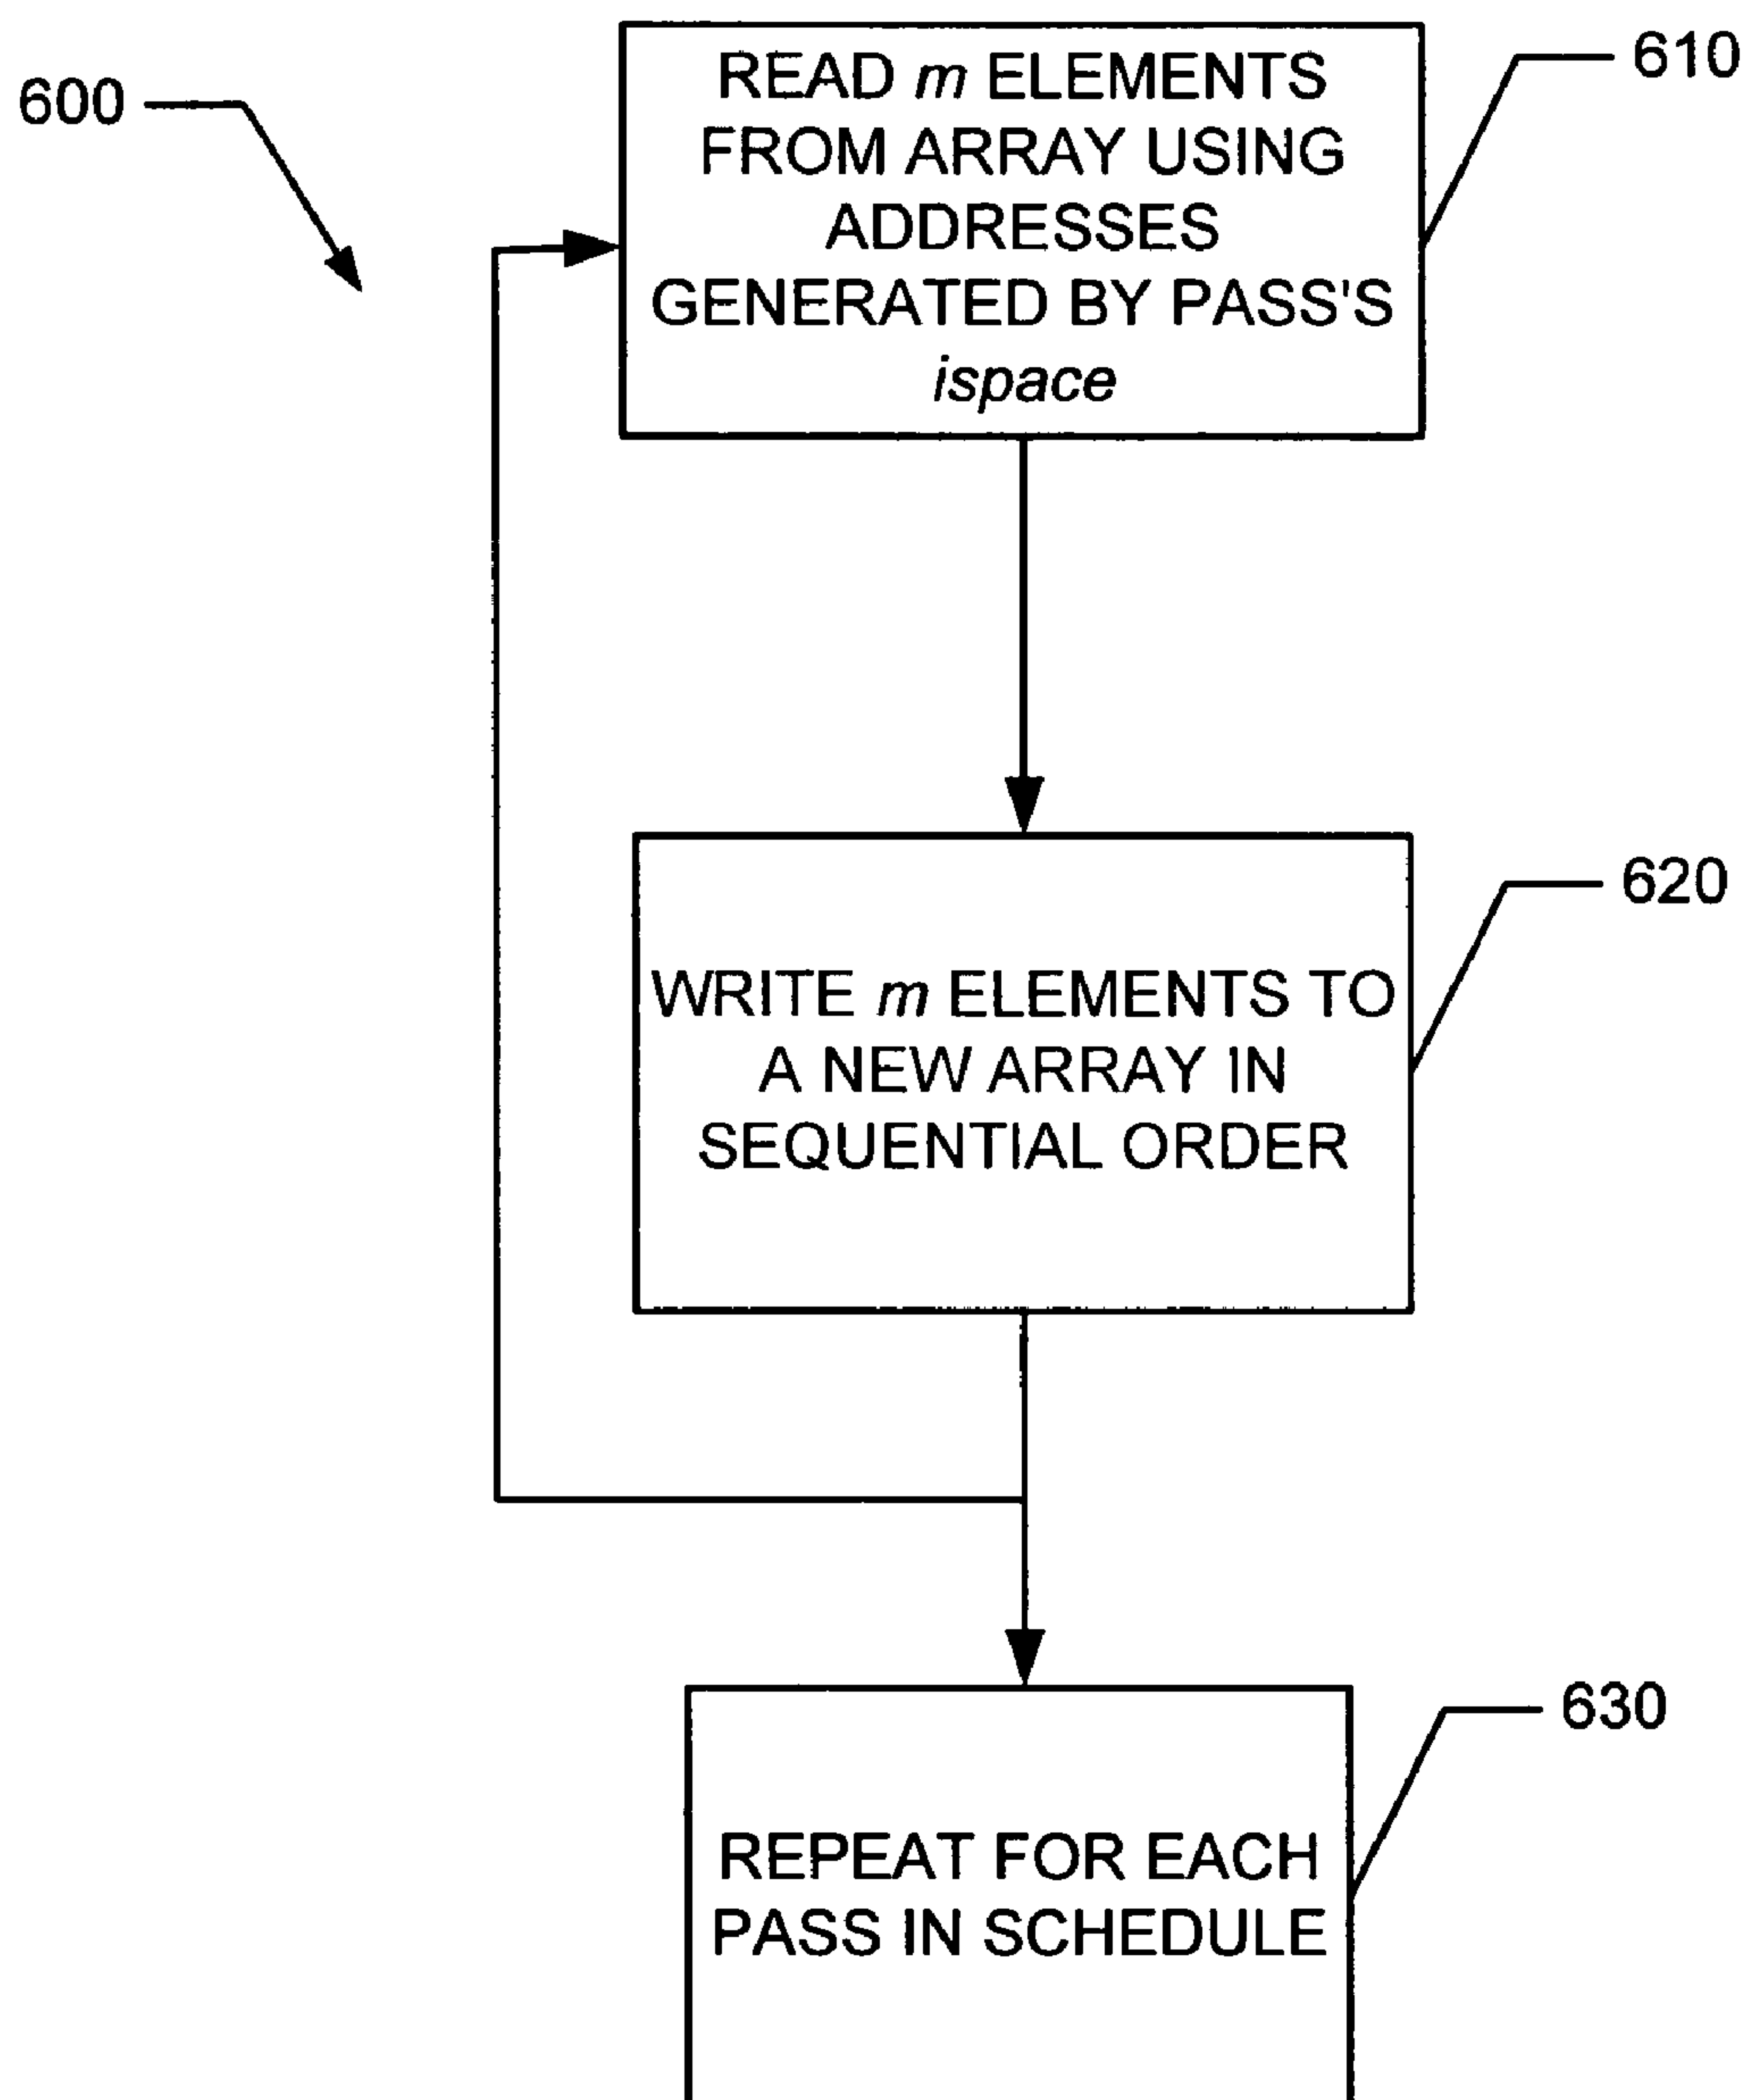 600
610
READ m ELEMENTS
FROM ARRAY USING
ADDRESSES
GENERATED BY PASS'S
ispace
620
WRITE m ELEMENTS TO
A NEW ARRAY IN
SEQUENTIAL ORDER
630
REPEAT FOR EACH
PASS IN SCHEDULE